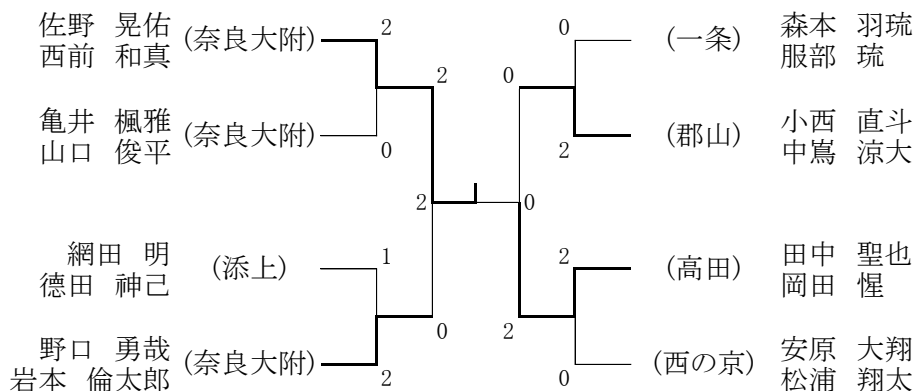 佐野 晃佑
西前 和真
(奈良大附)
2
亀井 楓雅
山口 俊平
(奈良大附)
0
2
網田 明
德田 神己
(添上)
1
野口 勇哉
岩本 倫太郎
(奈良大附)
2
0
2
0
0
(一条)
森本 羽琉
服部 琉
0
2
(郡山)
小西 直斗
中嶌 涼大
2
(高田)
田中 聖也
岡田 惺
2
0
(西の京)
安原 大翔
松浦 翔太